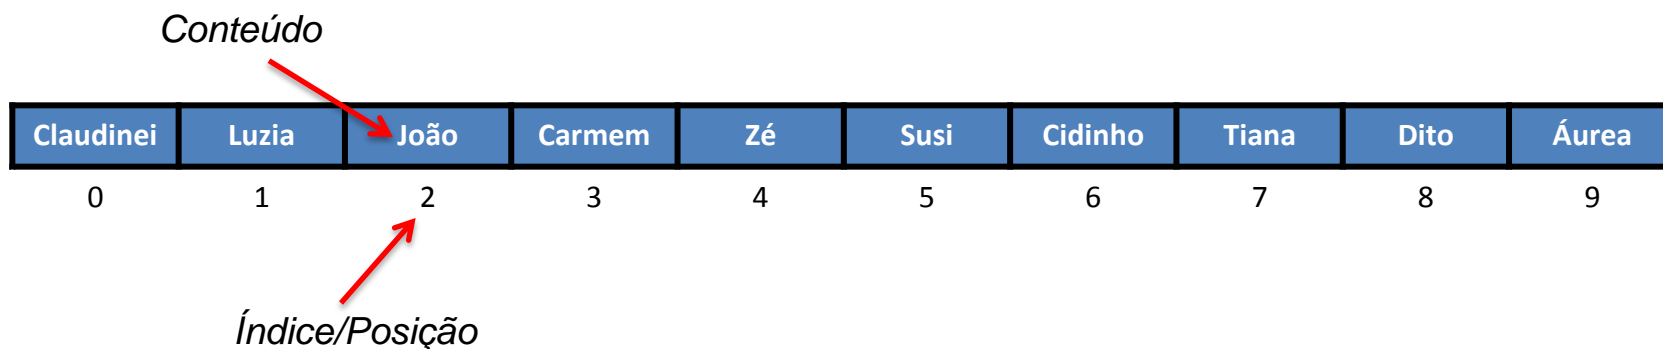 Conteúdo
Claudinei Luzia João Carmem Zé Susi Cidinho Tiana Dito Áurea
0 1 2 3 4 5 6 7 8 9
Índice/Posição